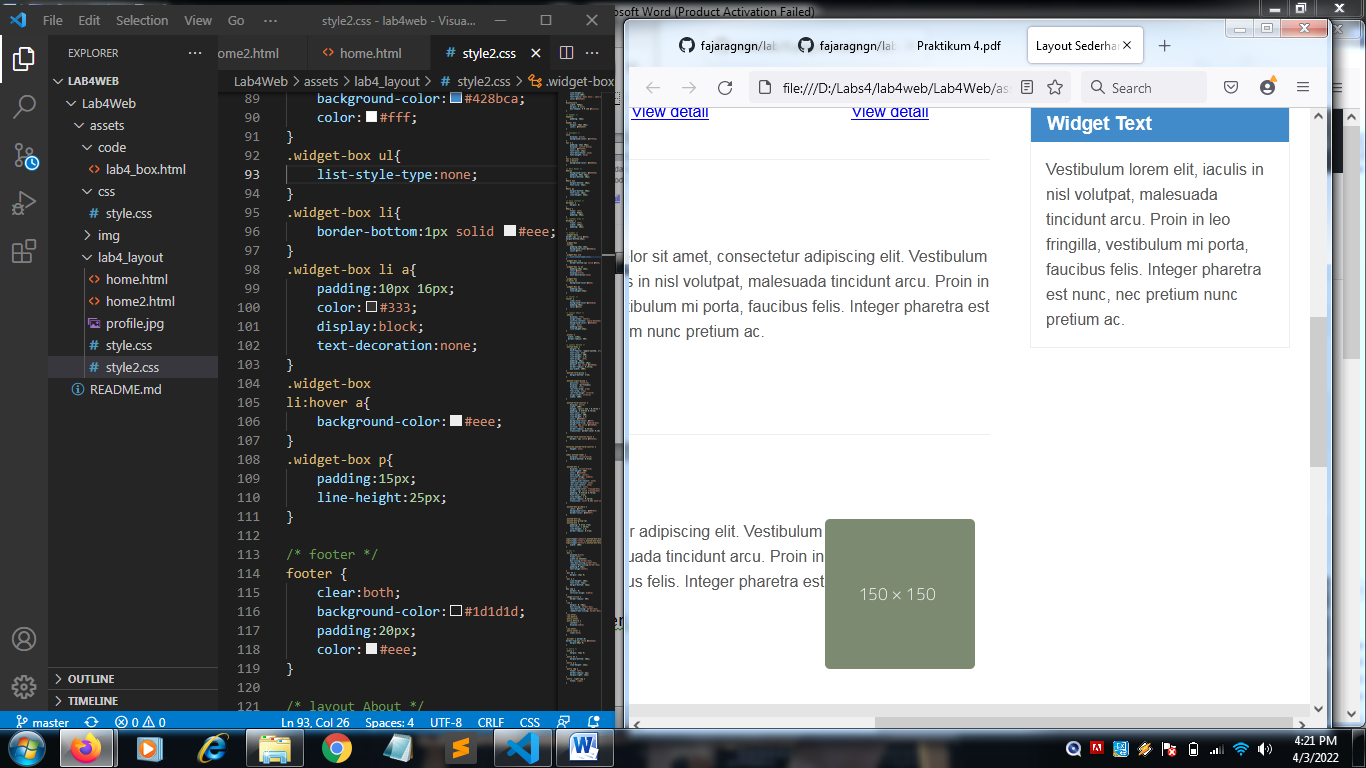 File Edit Selection View Go ··· style2.css - lab4web - Visua...
osoft Word (Product Activation Failed)
EXPLORER
LAB4WEB
Lab4Web
assets
code
lab4_box.html
css
style.css
img
lab4_layout
home.html
home2.html
profile.jpg
style.css
style2.css
README.md
OUTLINE
TIMELINE
ome2.html home.html style2.css
Lab4Web > assets > lab4_layout > style2.css > .widget-box
89 background-color:#428bca;
90 color:#fff;
91 }
92 .widget-box ul{
93 list-style-type:none;
94 }
95 .widget-box li{
96 border-bottom:1px solid #eee;
97 }
98 .widget-box li a{
99 padding:10px 16px;
100 color:#333;
101 display:block;
102 text-decoration:none;
103 }
104 .widget-box
105 li:hover a{
106 background-color:#eee;
107 }
108 .widget-box p{
109 padding:15px;
110 line-height:25px;
111 }
112
113 /* footer */
114 footer {
115 clear:both;
116 background-color:#1d1d1d;
117 padding:20px;
118 color:#eee;
119 }
120
121 /* layout About */
master 0 0 Ln 93, Col 26 Spaces: 4 UTF-8 CRLF CSS
fajaragngn/lab fajaragngn/lab Praktikum 4.pdf Layout Sederha
file:///D:/Labs4/lab4web/Lab4Web/as Search
View detail View detail
lor sit amet, consectetur adipiscing elit. Vestibulum
s in nisl volutpat, malesuada tincidunt arcu. Proin in
tibulum mi porta, faucibus felis. Integer pharetra est
m nunc pretium ac.
r adipiscing elit. Vestibulum
uada tincidunt arcu. Proin in
us felis. Integer pharetra est
150 × 150
Widget Text
Vestibulum lorem elit, iaculis in
nisl volutpat, malesuada
tincidunt arcu. Proin in leo
fringilla, vestibulum mi porta,
faucibus felis. Integer pharetra
est nunc, nec pretium nunc
pretium ac.
er
4:21 PM
4/3/2022